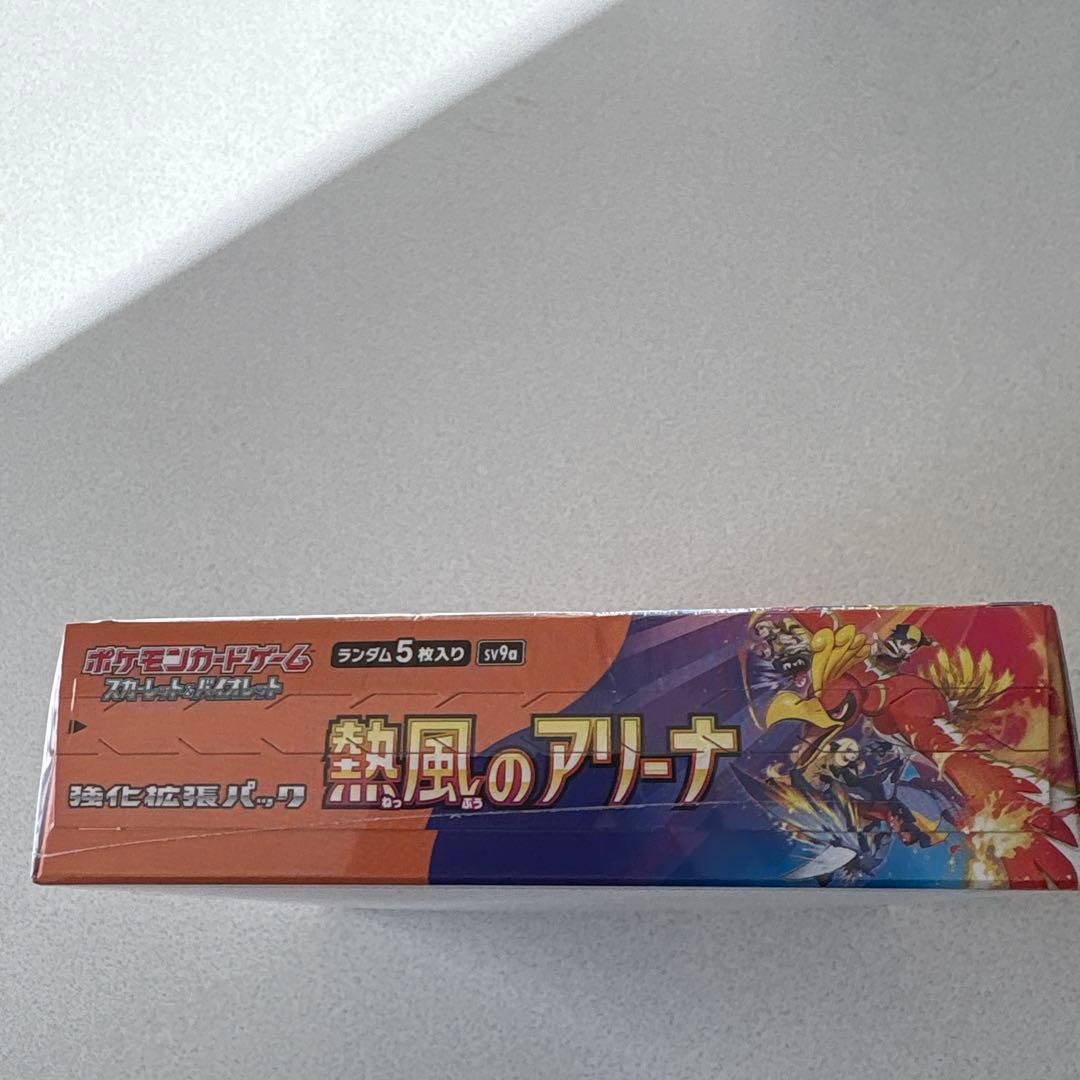 ポケモンカードゲーム
スカーレット&バイオレット
ランダム5枚入り
SV9a
強化拡張パック
熱風のアリーナ
ねっ ぷう